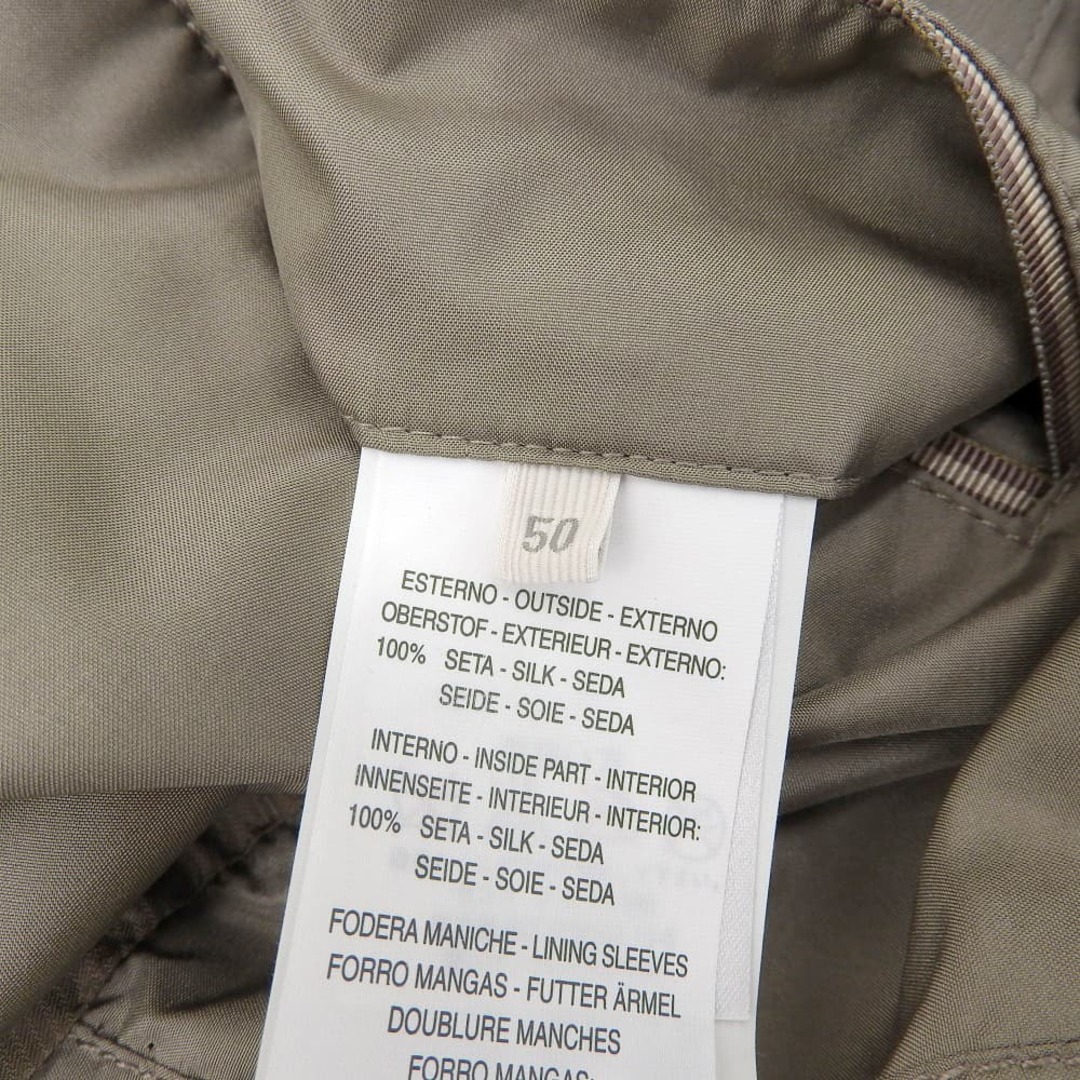 50
ESTERNO - OUTSIDE - EXTERNO
OBERSTOF - EXTERIEUR - EXTERNO:
100% SETA - SILK - SEDA
SEIDE - SOIE - SEDA
INTERNO - INSIDE PART - INTERIOR
INNENSEITE - INTERIEUR - INTERIOR:
100% SETA - SILK - SEDA
SEIDE - SOIE - SEDA
FODERA MANICHE - LINING SLEEVES
FORRO MANGAS - FUTTER ÄRMEL
DOUBLURE MANCHES
FORRO MANGAS: